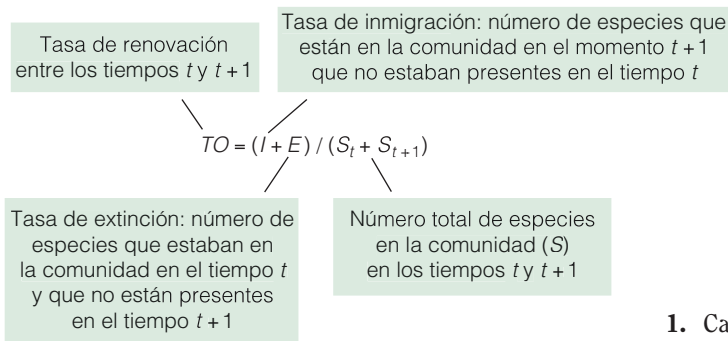 Tasa de renovación
entre los tiempos t y t + 1
Tasa de inmigración: número de especies que
están en la comunidad en el momento t + 1
que no estaban presentes en el tiempo t
TO = (I + E) / (St + St + 1)
Tasa de extinción: número de
especies que estaban en
la comunidad en el tiempo t
y que no están presentes
en el tiempo t + 1
Número total de especies
en la comunidad (S)
en los tiempos t y t + 1
1. Ca